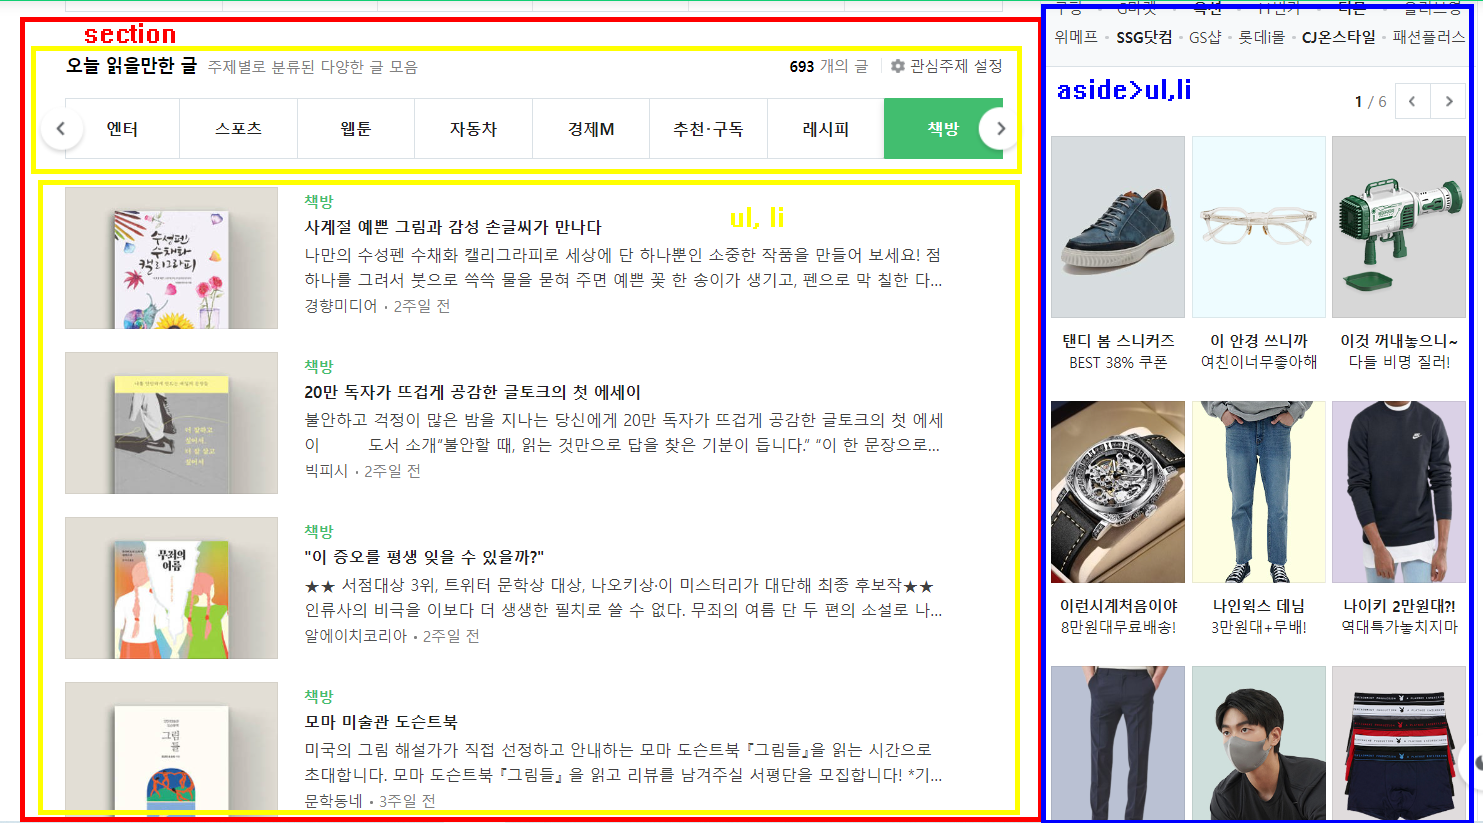 section
오늘 읽을만한 글 주제별로 분류된 다양한 글 모음
693 개의 글
관심주제 설정
엔터
스포츠
웹툰
자동차
경제M
추천·구독
레시피
책방
ul, li
책방
사계절 예쁜 그림과 감성 손글씨가 만나다
나만의 수성펜 수채화 캘리그라피로 세상에 단 하나뿐인 소중한 작품을 만들어 보세요! 점
하나를 그려서 붓으로 쓱쓱 물을 묻혀 주면 예쁜 꽃 한 송이가 생기고, 펜으로 막 칠한 다...
경향미디어 · 2주일 전
수성펜
수채화
캘리그라피
책방
20만 독자가 뜨겁게 공감한 글토크의 첫 에세이
불안하고 걱정이 많은 밤을 지나는 당신에게 20만 독자가 뜨겁게 공감한 글토크의 첫 에세
이 도서 소개“불안할 때, 읽는 것만으로 답을 찾은 기분이 듭니다.” “이 한 문장으로...
빅피시 · 2주일 전
책방
"이 증오를 평생 잊을 수 있을까?"
★★ 서점대상 3위, 트위터 문학상 대상, 나오키상·이 미스터리가 대단해 최종 후보작★★
인류사의 비극을 이보다 더 생생한 필치로 쓸 수 없다. 무죄의 여름 단 두 편의 소설로 나...
알에이치코리아 · 2주일 전
무죄의
여름
책방
모마 미술관 도슨트북
미국의 그림 해설가가 직접 선정하고 안내하는 모마 도슨트북 『그림들』을 읽는 시간으로
초대합니다. 모마 도슨트북 『그림들』 을 읽고 리뷰를 남겨주실 서평단을 모집합니다! *기...
문학동네 · 3주일 전
그림
들
위메프 · SSG닷컴 · GS샵 · 롯데i몰 · CJ온스타일 · 패션플러스
aside>ul,li
1 / 6
탠디 봄 스니커즈
BEST 38% 쿠폰
이 안경 쓰니까
여친이너무좋아해
이것 꺼내놓으니~
다들 비명 질러!
이런시계처음이야
8만원대무료배송!
나인윅스 데님
3만원대+무배!
나이키 2만원대?!
역대특가놓치지마